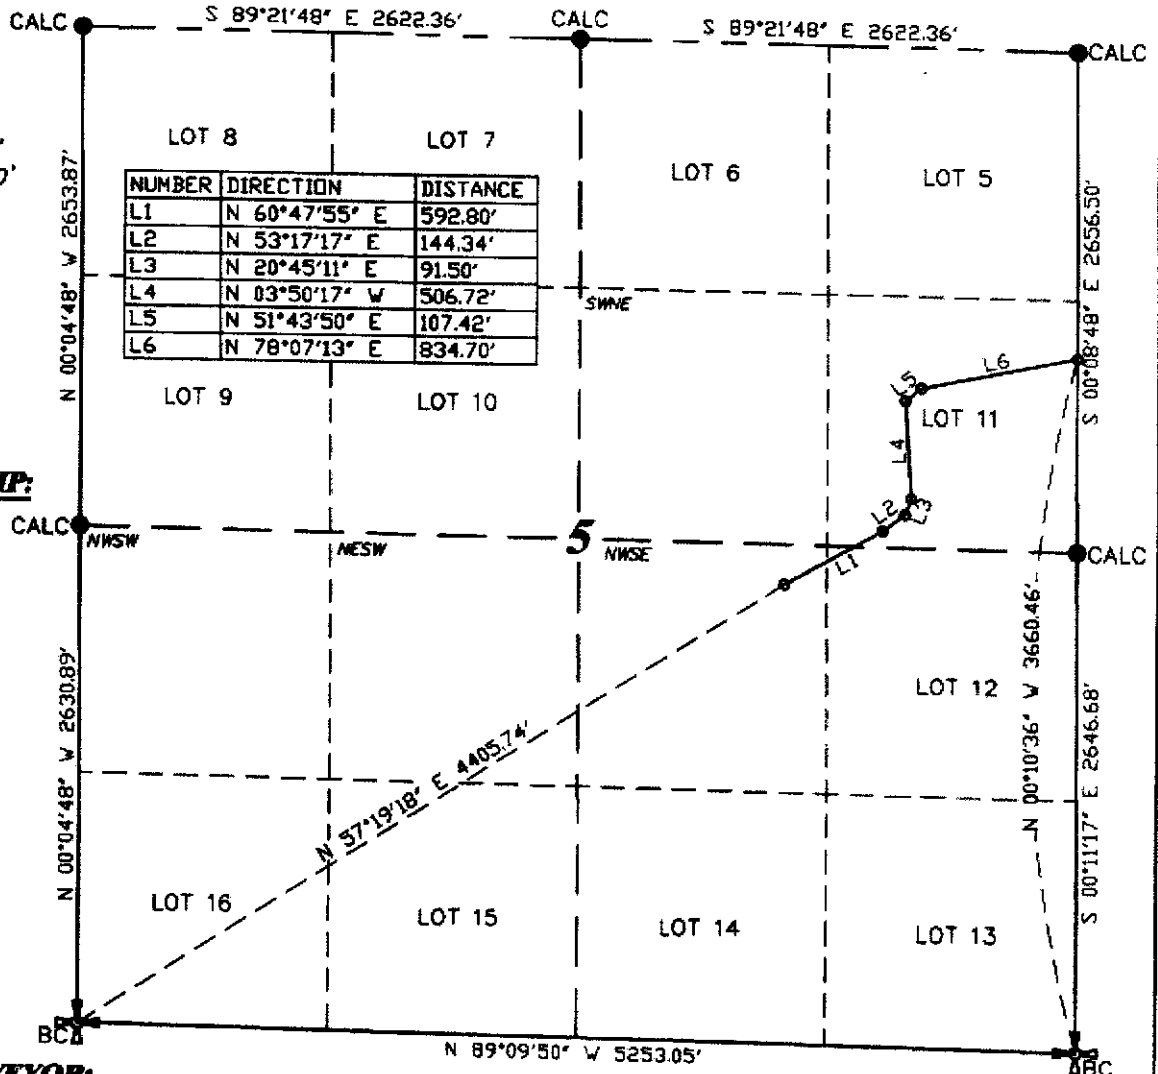 S 89°21'48" E 2622.36'
S 89°21'48" E 2622.36'
CALC
CALC
CALC
LOT 8
LOT 7
LOT 6
LOT 5
N 00°04'48" W 2653.87'
S 00°08'48" E 2656.50'
NUMBER DIRECTION DISTANCE
L1 N 60°47'55" E 592.80'
L2 N 53°17'17" E 144.34'
L3 N 20°45'11" E 91.50'
L4 N 03°50'17" W 506.72'
L5 N 51°43'50" E 107.42'
L6 N 78°07'13" E 834.70'
SWNE
LOT 9
LOT 10
LOT 11
L6
L5
L4
L3
L2
L1
CALC
NWSW
NESW
5
NWSE
CALC
N 00°04'48" W 2630.89'
N 57°19'18" E 4405.74'
LOT 12
N 00°10'36" W 3660.46'
S 00°11'17" E 2646.68'
LOT 16
LOT 15
LOT 14
LOT 13
BC
N 89°09'50" W 5253.05'
BC